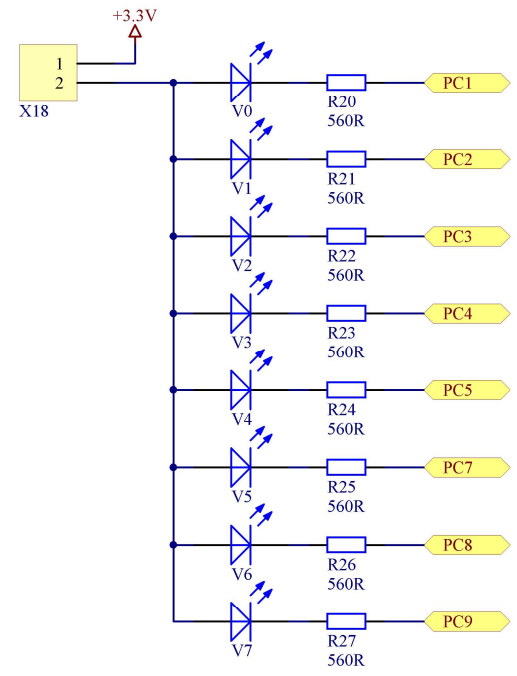 +3.3V
1
2
X18
V0
R20
560R
PC1
V1
R21
560R
PC2
V2
R22
560R
PC3
V3
R23
560R
PC4
V4
R24
560R
PC5
V5
R25
560R
PC7
V6
R26
560R
PC8
V7
R27
560R
PC9